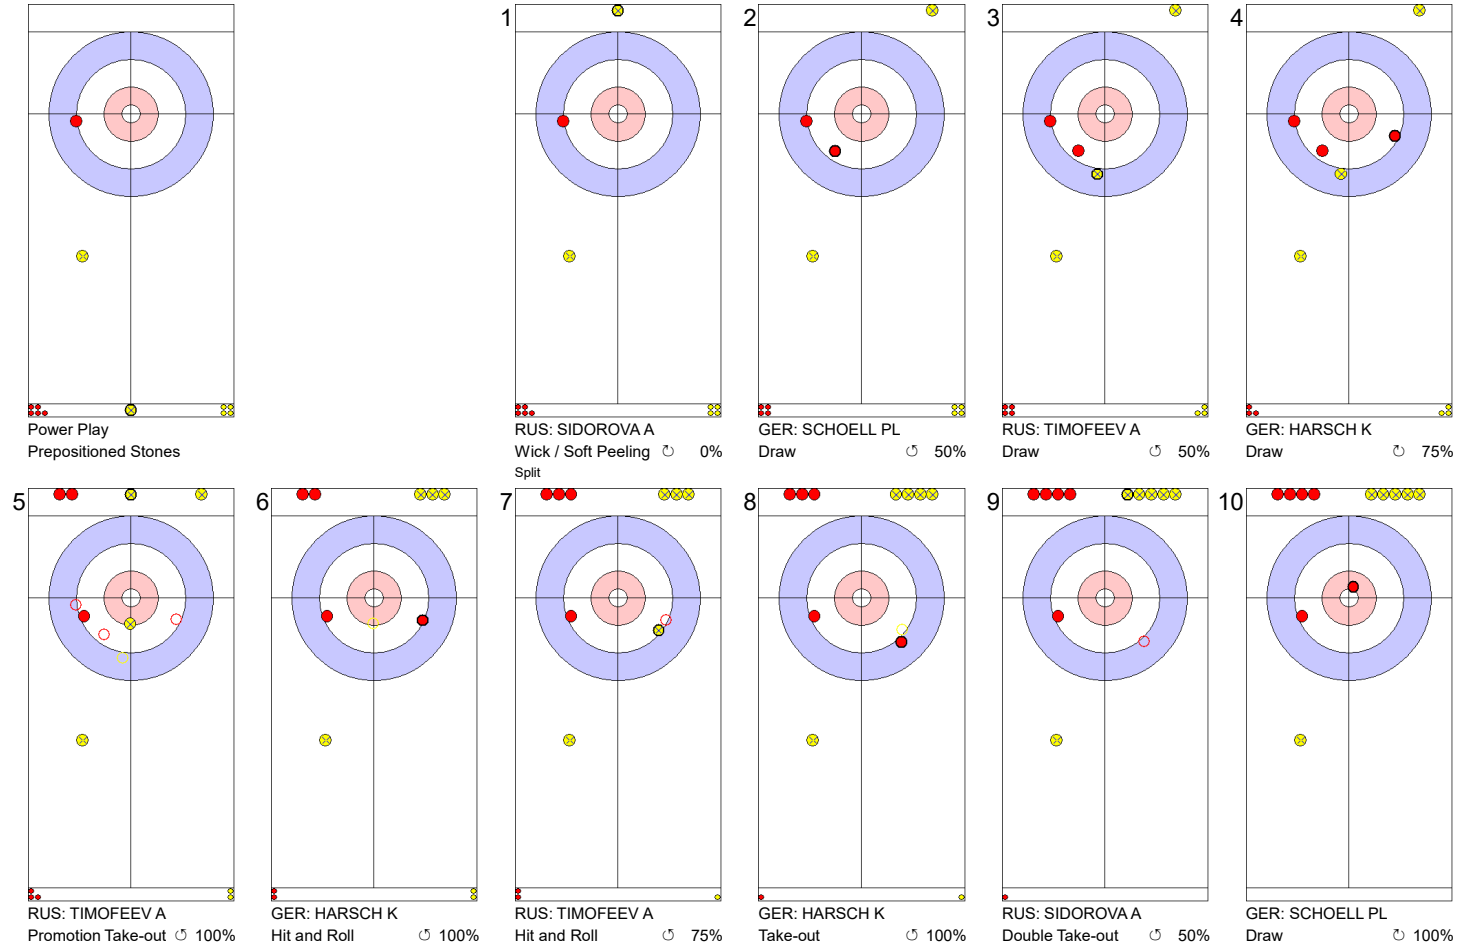 Power Play
Prepositioned Stones
1
RUS: SIDOROVA A
Wick / Soft Peeling ↻ 0%
Split
2
GER: SCHOELL PL
Draw ↺ 50%
3
RUS: TIMOFEEV A
Draw ↺ 50%
4
GER: HARSCH K
Draw ↻ 75%
5
RUS: TIMOFEEV A
Promotion Take-out ↺ 100%
6
GER: HARSCH K
Hit and Roll ↺ 100%
7
RUS: TIMOFEEV A
Hit and Roll ↺ 75%
8
GER: HARSCH K
Take-out ↺ 100%
9
RUS: SIDOROVA A
Double Take-out ↺ 50%
10
GER: SCHOELL PL
Draw ↻ 100%